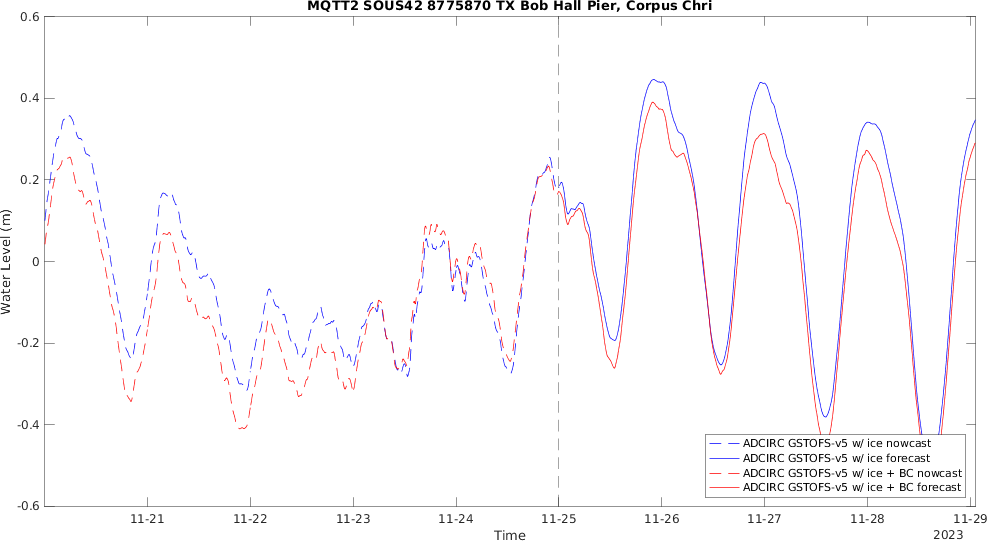 MQTT2 SOUS42 8775870 TX Bob Hall Pier, Corpus Chri
0.6
0.4
0.2
0
-0.2
-0.4
-0.6
Water Level (m)
ADCIRC GSTOFS-v5 w/ ice nowcast
ADCIRC GSTOFS-v5 w/ ice forecast
ADCIRC GSTOFS-v5 w/ ice + BC nowcast
ADCIRC GSTOFS-v5 w/ ice + BC forecast
11-21 11-22 11-23 11-24 11-25 11-26 11-27 11-28 11-29
Time
2023